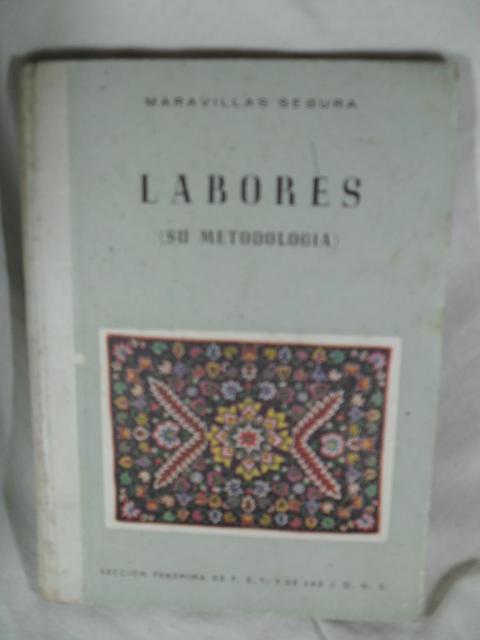 MARAVILLAS SEGURA
LABORES
(SU METODOLOGIA)
SECCION FEMENINA DE F. E. T. Y DE LAS J. O. N. S.